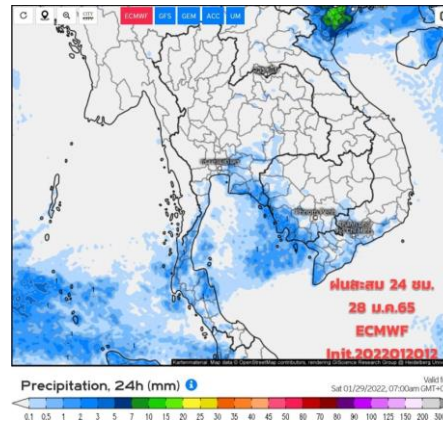 ECMWF GFS GEM ACC UM
ฝนสะสม 24 ชม.
28 ม.ค.65
ECMWF
Init.2022012012
Precipitation, 24h (mm)
Valid f
Sat 01/29/2022, 07:00am GMT+0
0.1 0.5 1 2 3 5 7 10 15 20 25 30 35 40 45 50 60 70 80 90 100 125 150 200 30